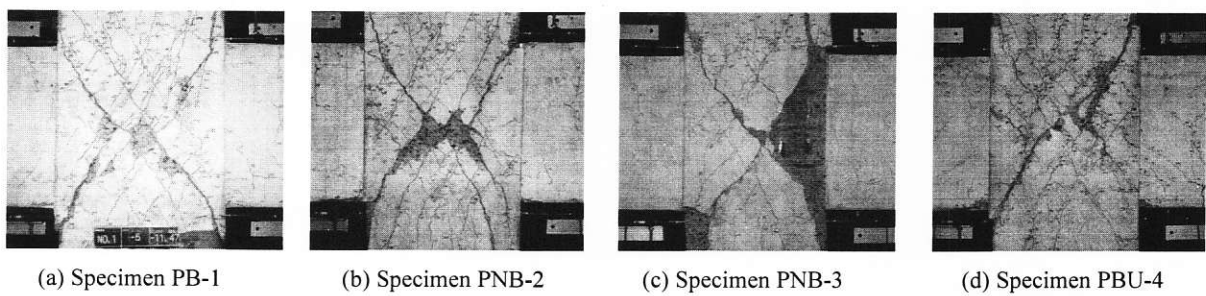 NO.1 -5 -11.47
(a) Specimen PB-1
(b) Specimen PNB-2
(c) Specimen PNB-3
(d) Specimen PBU-4